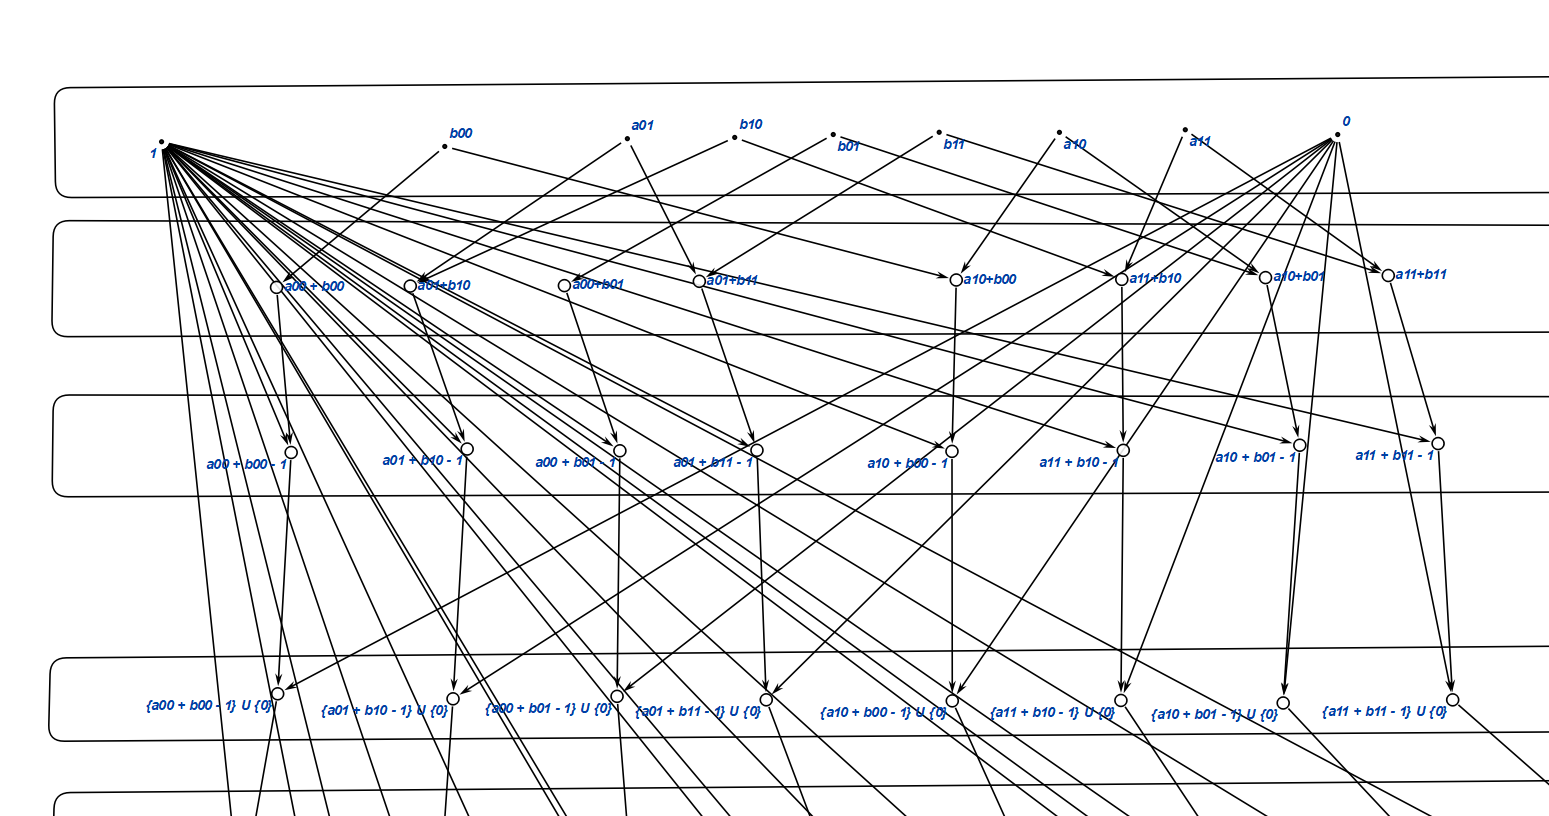 1
b00
a01
b10
b01
b11
a10
a11
0
a00 + b00
a01+b10
a00+b01
a01+b11
a10+b00
a11+b10
a10+b01
a11+b11
a00 + b00 - 1
a01 + b10 - 1
a00 + b01 - 1
a01 + b11 - 1
a10 + b00 - 1
a11 + b10 - 1
a10 + b01 - 1
a11 + b11 - 1
{a00 + b00 - 1} U {0}
{a01 + b10 - 1} U {0}
{a00 + b01 - 1} U {0}
{a01 + b11 - 1} U {0}
{a10 + b00 - 1} U {0}
{a11 + b10 - 1} U {0}
{a10 + b01 - 1} U {0}
{a11 + b11 - 1} U {0}